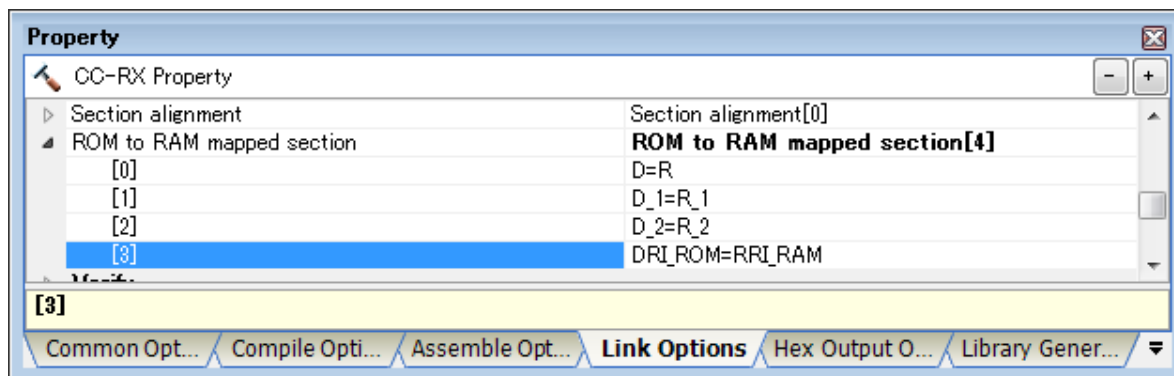 Property
CC-RX Property
- +
Section alignment Section alignment[0]
ROM to RAM mapped section ROM to RAM mapped section[4]
[0] D=R
[1] D_1=R_1
[2] D_2=R_2
[3] DRI_ROM=RRI_RAM
[3]
Common Opt... Compile Opti... Assemble Opt... Link Options Hex Output O... Library Gener...